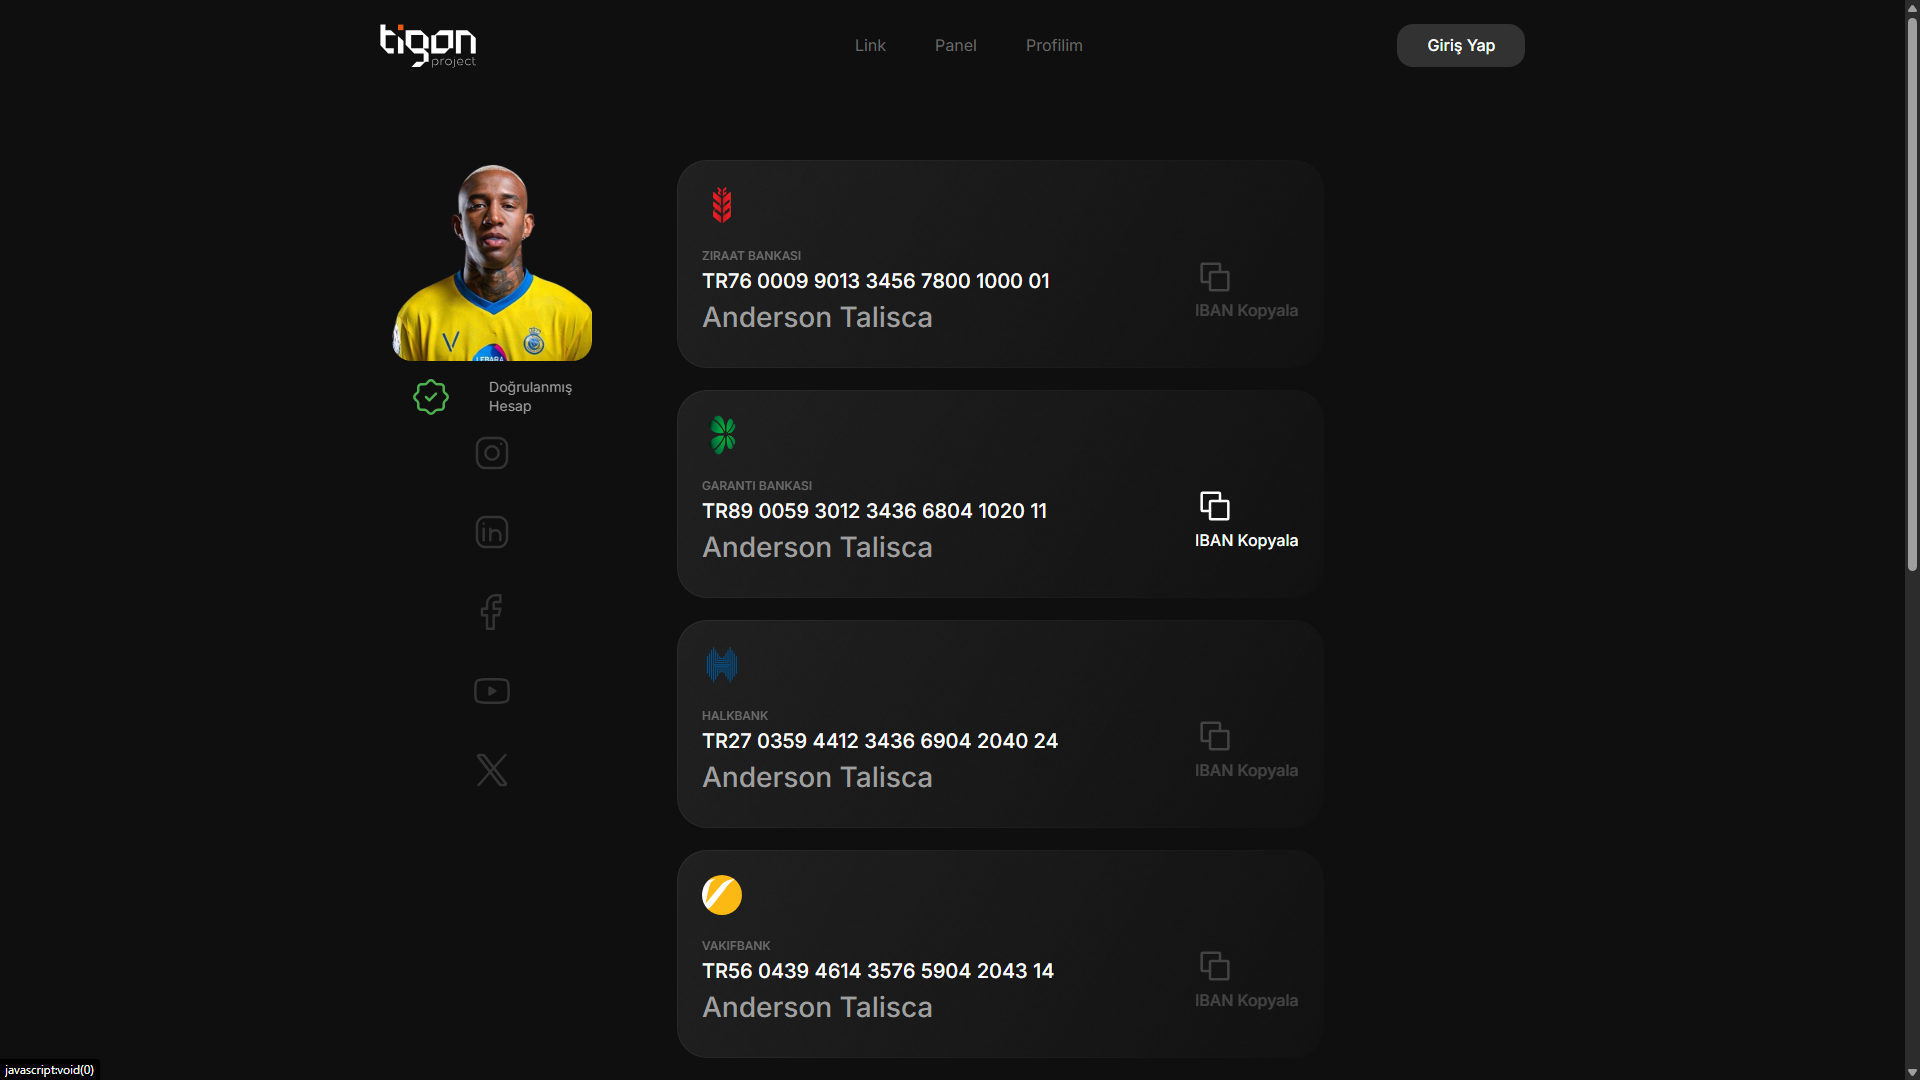 tigon
project
Link
Panel
Profilim
Giriş Yap
LEBARA
Doğrulanmış
Hesap
ZIRAAT BANKASI
TR76 0009 9013 3456 7800 1000 01
Anderson Talisca
IBAN Kopyala
GARANTI BANKASI
TR89 0059 3012 3436 6804 1020 11
Anderson Talisca
IBAN Kopyala
HALKBANK
TR27 0359 4412 3436 6904 2040 24
Anderson Talisca
IBAN Kopyala
VAKIFBANK
TR56 0439 4614 3576 5904 2043 14
Anderson Talisca
IBAN Kopyala
javascript:void(0)